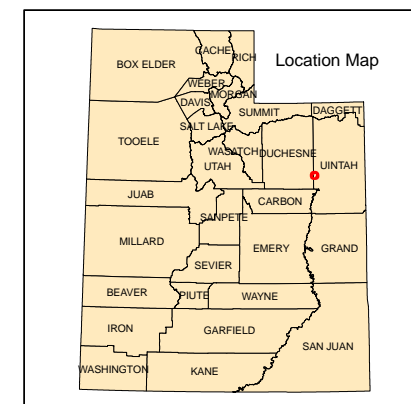 Location Map
BOX ELDER
CACHE
RICH
WEBER
MORGAN
DAVIS
SUMMIT
DAGGETT
SALT LAKE
TOOELE
WASATCH
DUCHESNE
UINTAH
UTAH
JUAB
CARBON
SANPETE
MILLARD
EMERY
GRAND
SEVIER
BEAVER
PIUTE
WAYNE
IRON
GARFIELD
SAN JUAN
WASHINGTON
KANE